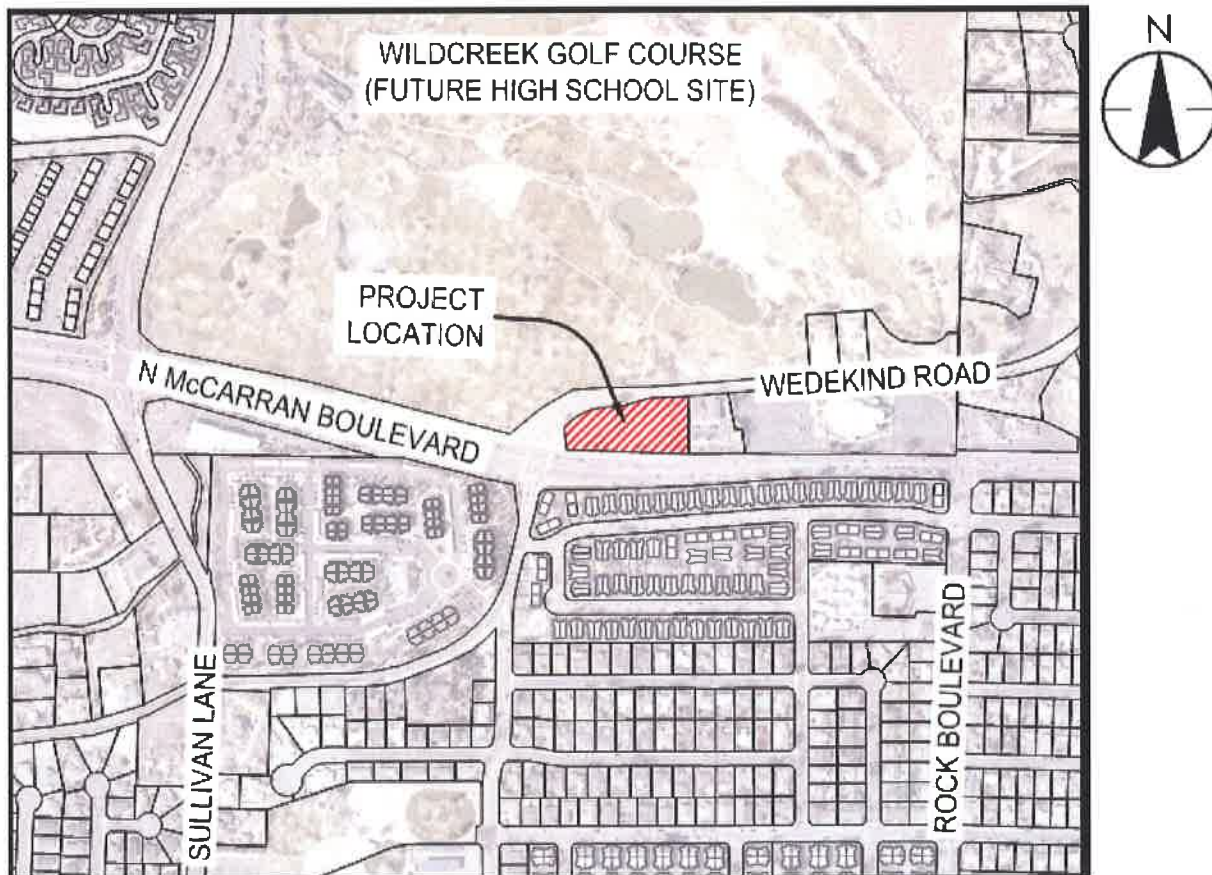 N
WILDCREEK GOLF COURSE
(FUTURE HIGH SCHOOL SITE)
PROJECT
LOCATION
N McCARRAN BOULEVARD
WEDEKIND ROAD
SULLIVAN LANE
ROCK BOULEVARD